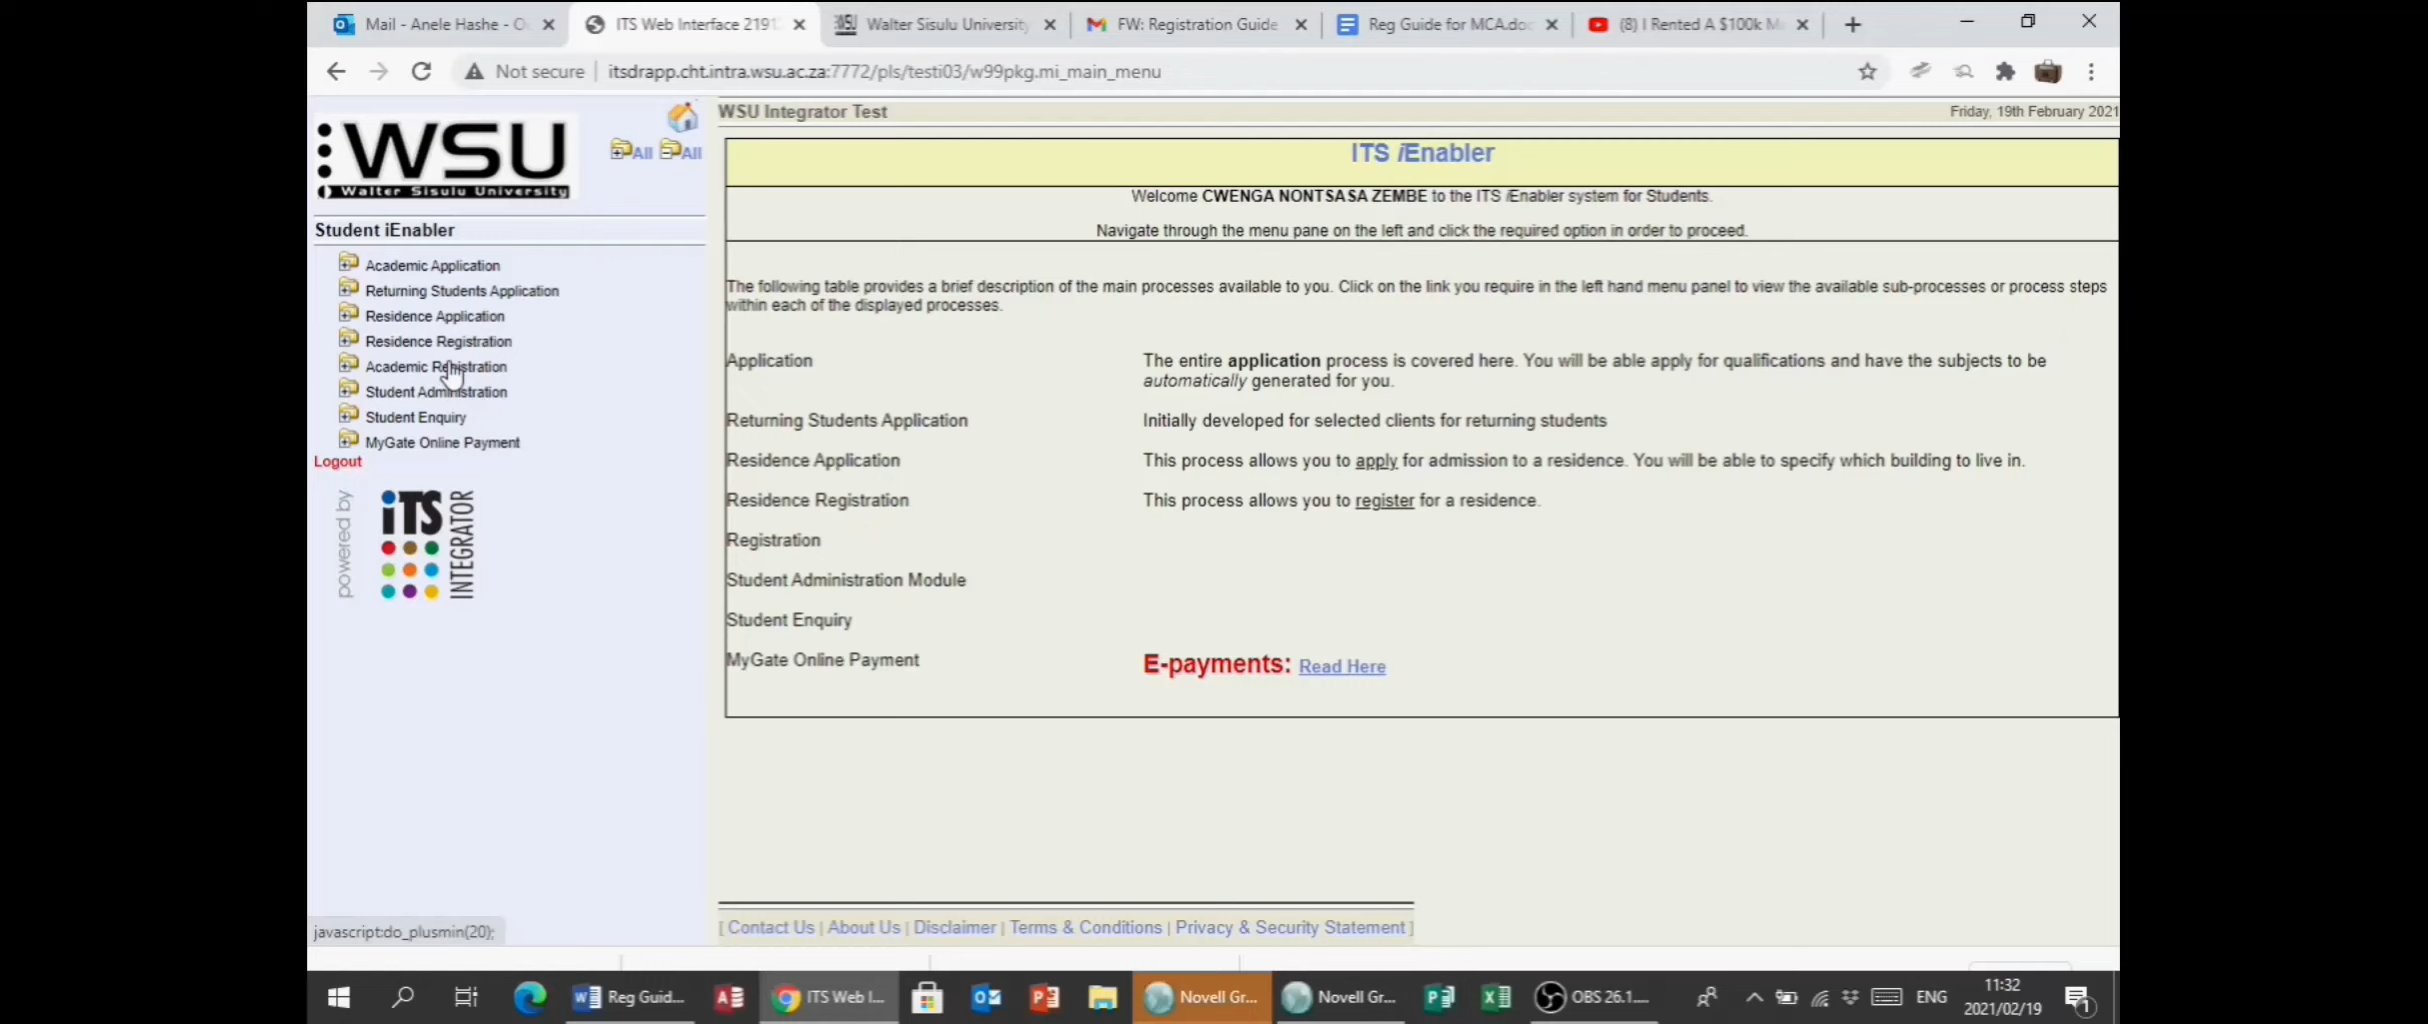 Mail - Anele Hashe - O
ITS Web Interface 2191
Walter Sisulu University
FW: Registration Guide
Reg Guide for MCA.doc
(8) I Rented A $100k M
Not secure
itsdrapp.cht.intra.wsu.ac.za:7772/pls/testi03/w99pkg.mi_main_menu
WSU
Walter Sisulu University
All
All
Student iEnabler
Academic Application
Returning Students Application
Residence Application
Residence Registration
Academic Registration
Student Administration
Student Enquiry
MyGate Online Payment
Logout
powered by
iTS
INTEGRATOR
WSU Integrator Test
Friday, 19th February 2021
ITS iEnabler
Welcome CWENGA NONTSASA ZEMBE to the ITS iEnabler system for Students.
Navigate through the menu pane on the left and click the required option in order to proceed.
The following table provides a brief description of the main processes available to you. Click on the link you require in the left hand menu panel to view the available sub-processes or process steps
within each of the displayed processes.
Application
The entire application process is covered here. You will be able apply for qualifications and have the subjects to be
automatically generated for you.
Returning Students Application
Initially developed for selected clients for returning students
Residence Application
This process allows you to apply for admission to a residence. You will be able to specify which building to live in.
Residence Registration
This process allows you to register for a residence.
Registration
Student Administration Module
Student Enquiry
MyGate Online Payment
E-payments: Read Here
[ Contact Us | About Us | Disclaimer | Terms & Conditions | Privacy & Security Statement ]
javascript:do_plusmin(20);
Reg Guid...
ITS Web I...
Novell Gr...
Novell Gr...
OBS 26.1....
ENG
11:32
2021/02/19
1